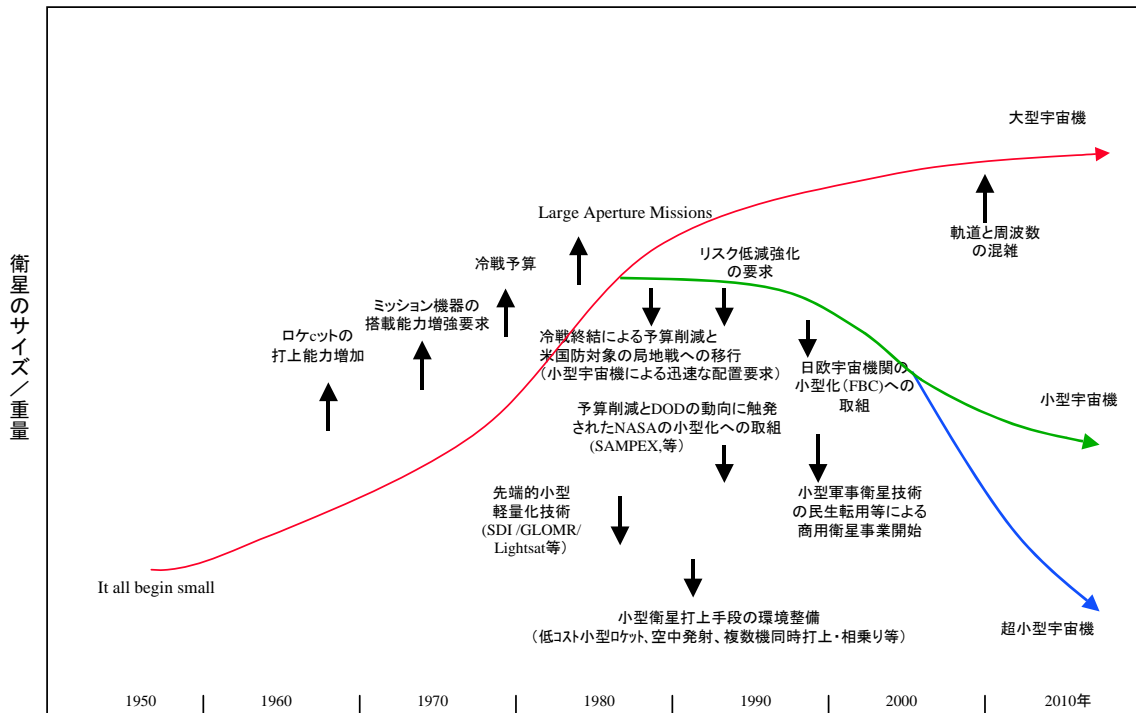 衛星のサイズ／重量
大型宇宙機
Large Aperture Missions
軌道と周波数
の混雑
リスク低減強化
の要求
冷戦予算
ミッション機器の
搭載能力増強要求
ロケcットの
打上能力増加
冷戦終結による予算削減と
米国防対象の局地戦への移行
（小型宇宙機による迅速な配置要求）
日欧宇宙機関の
小型化（FBC)への
取組
小型宇宙機
予算削減とDODの動向に触発
されたNASAの小型化への取組
(SAMPEX,等）
先端的小型
軽量化技術
(SDI /GLOMR/
Lightsat等）
小型軍事衛星技術
の民生転用等による
商用衛星事業開始
It all begin small
小型衛星打上手段の環境整備
（低コスト小型ロケット、空中発射、複数機同時打上・相乗り等）
超小型宇宙機
1950 | 1960 | 1970 | 1980 | 1990 | 2000 | 2010年